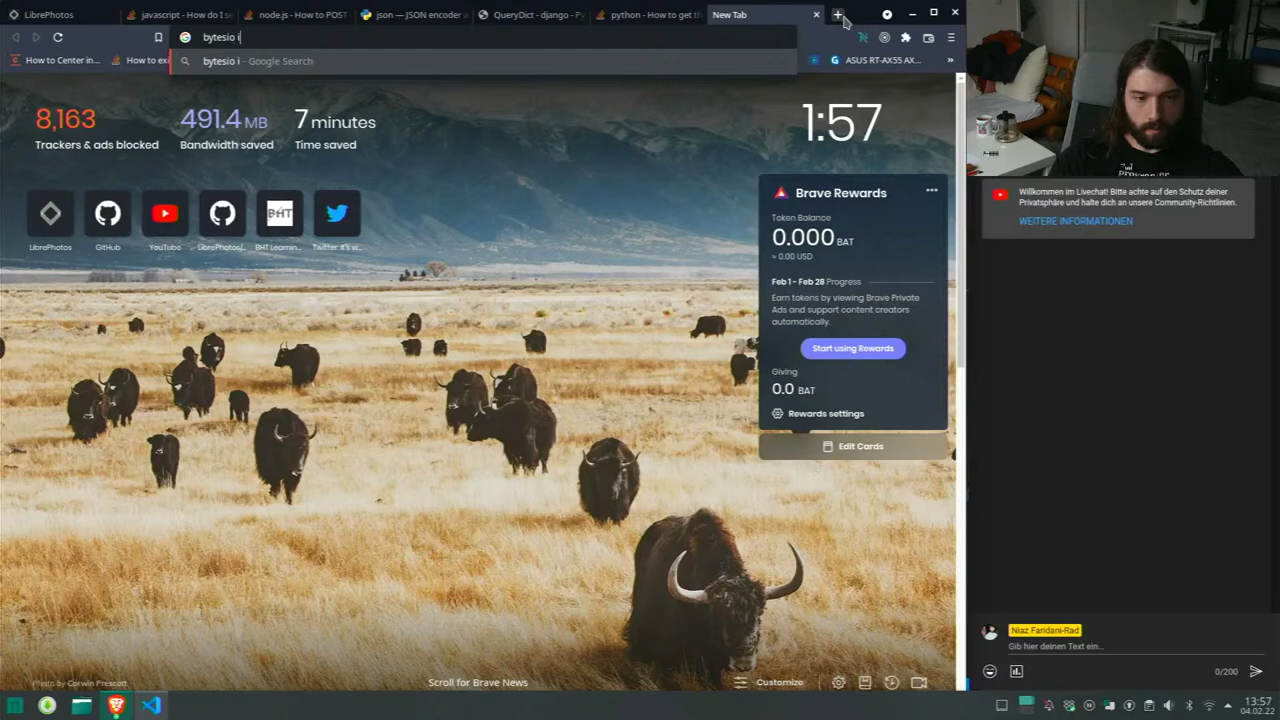 LibrePhotos
javascript - How do I se
node.js - How to POST
json — JSON encoder a
QueryDict - django - Py
python - How to get th
New Tab
bytesio i
bytesio i - Google Search
How to Center in...
How to exi
ASUS RT-AX55 AX...
8,163
Trackers & ads blocked
491.4 MB
Bandwidth saved
7 minutes
Time saved
1:57
LibrePhotos
GitHub
YouTube
LibrePhotos/...
BHT
BHT Learnin...
Twitter. It's w...
Brave Rewards
Token Balance
0.000 BAT
≈ 0.00 USD
Feb 1 – Feb 28 Progress
Earn tokens by viewing Brave Private
Ads and support content creators
automatically.
Start using Rewards
Giving
0.0 BAT
Rewards settings
Edit Cards
Photo by Corwin Prescott
Scroll for Brave News
Customize
Willkommen im Livechat! Bitte achte auf den Schutz deiner
Privatsphäre und halte dich an unsere Community-Richtlinien.
WEITERE INFORMATIONEN
Niaz Faridani-Rad
Gib hier deinen Text ein...
0/200
13:57
04.02.22